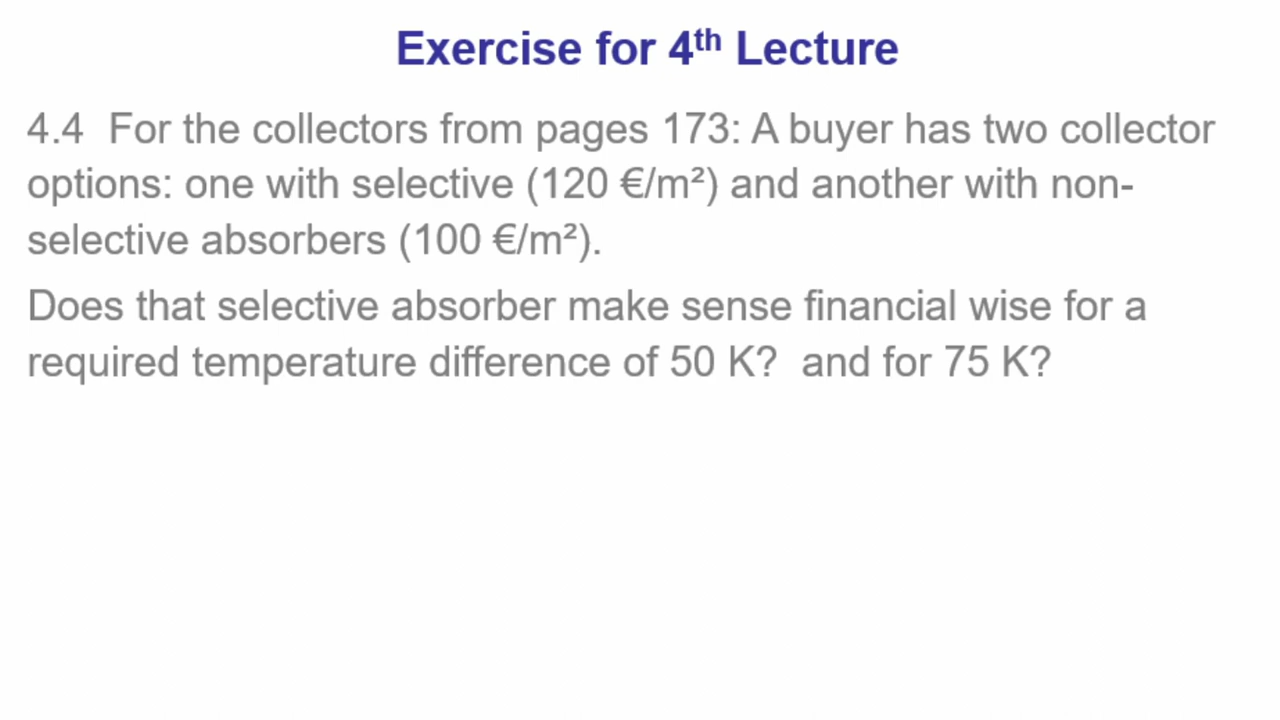 Exercise for 4th Lecture
4.4 For the collectors from pages 173: A buyer has two collector
options: one with selective (120 €/m²) and another with non-
selective absorbers (100 €/m²).
Does that selective absorber make sense financial wise for a
required temperature difference of 50 K? and for 75 K?